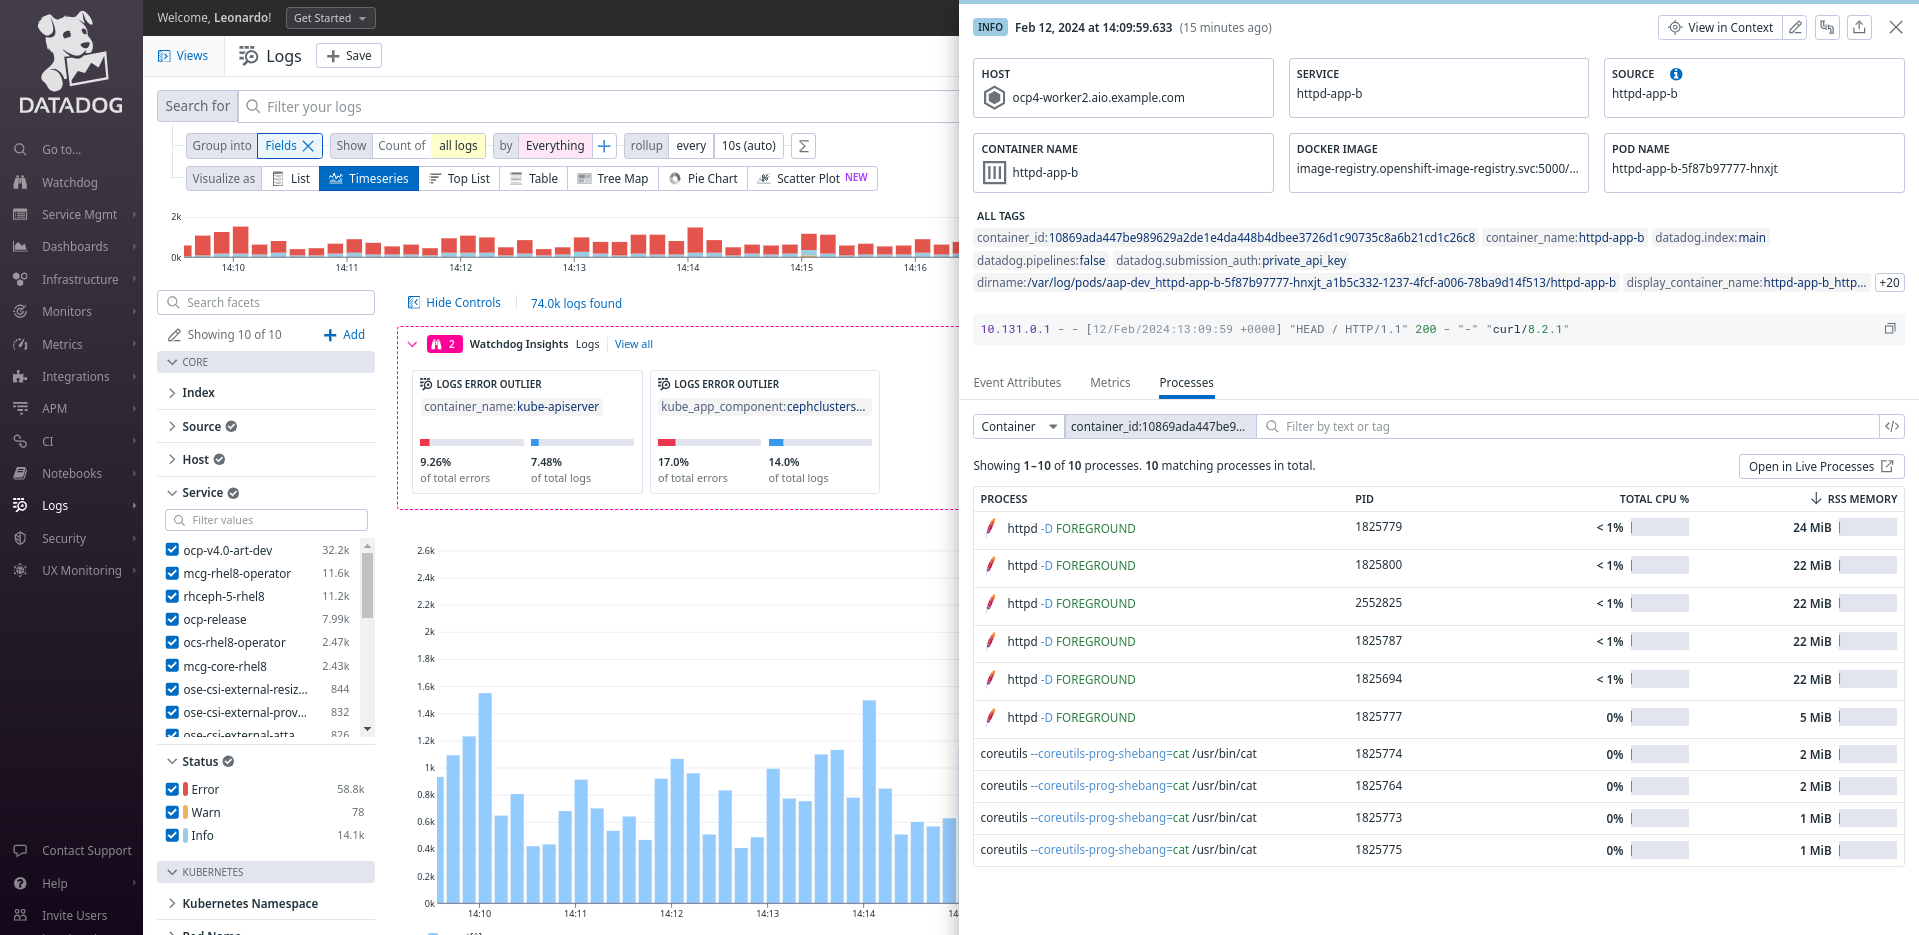 DATADOG
Go to...
Watchdog
Service Mgmt
Dashboards
Infrastructure
Monitors
Metrics
Integrations
APM
CI
Notebooks
Logs
Security
UX Monitoring
Contact Support
Help
Invite Users
Welcome, Leonardo!
Get Started
Views
Logs
Save
Search for
Filter your logs
Group into Fields Show Count of all logs by Everything rollup every 10s (auto) Σ
Visualize as List Timeseries Top List Table Tree Map Pie Chart Scatter Plot NEW
2k
0k
14:10 14:11 14:12 14:13 14:14 14:15 14:16
Search facets
Showing 10 of 10
Add
CORE
Index
Source
Host
Service
Filter values
ocp-v4.0-art-dev 32.2k
mcg-rhel8-operator 11.6k
rhceph-5-rhel8 11.2k
ocp-release 7.99k
ocs-rhel8-operator 2.47k
mcg-core-rhel8 2.43k
ose-csi-external-resiz... 844
ose-csi-external-prov... 832
ose-csi-external-atta 826
Status
Error 58.8k
Warn 78
Info 14.1k
KUBERNETES
Kubernetes Namespace
Pod Name
Hide Controls
74.0k logs found
2 Watchdog Insights Logs View all
LOGS ERROR OUTLIER
container_name:kube-apiserver
9.26% 7.48%
of total errors of total logs
LOGS ERROR OUTLIER
kube_app_component:cephclusters...
17.0% 14.0%
of total errors of total logs
2.6k
2.4k
2.2k
2k
1.8k
1.6k
1.4k
1.2k
1k
0.8k
0.6k
0.4k
0.2k
0k
14:10 14:11 14:12 14:13 14:14 14
INFO Feb 12, 2024 at 14:09:59.633 (15 minutes ago)
View in Context
HOST
ocp4-worker2.aio.example.com
SERVICE
httpd-app-b
SOURCE
httpd-app-b
CONTAINER NAME
httpd-app-b
DOCKER IMAGE
image-registry.openshift-image-registry.svc:5000/...
POD NAME
httpd-app-b-5f87b97777-hnxjt
ALL TAGS
container_id:10869ada447be989629a2de1e4da448b4dbee3726d1c90735c8a6b21cd1c26c8 container_name:httpd-app-b datadog.index:main
datadog.pipelines:false datadog.submission_auth:private_api_key
dirname:/var/log/pods/aap-dev_httpd-app-b-5f87b97777-hnxjt_a1b5c332-1237-4fcf-a006-78ba9d14f513/httpd-app-b display_container_name:httpd-app-b_http... +20
10.131.0.1 - - [12/Feb/2024:13:09:59 +0000] "HEAD / HTTP/1.1" 200 - "-" "curl/8.2.1"
Event Attributes Metrics Processes
Container container_id:10869ada447be9... Filter by text or tag </>
Showing 1–10 of 10 processes. 10 matching processes in total.
Open in Live Processes
PROCESS PID TOTAL CPU % RSS MEMORY
httpd -D FOREGROUND 1825779 < 1% 24 MiB
httpd -D FOREGROUND 1825800 < 1% 22 MiB
httpd -D FOREGROUND 2552825 < 1% 22 MiB
httpd -D FOREGROUND 1825787 < 1% 22 MiB
httpd -D FOREGROUND 1825694 < 1% 22 MiB
httpd -D FOREGROUND 1825777 0% 5 MiB
coreutils --coreutils-prog-shebang=cat /usr/bin/cat 1825774 0% 2 MiB
coreutils --coreutils-prog-shebang=cat /usr/bin/cat 1825764 0% 2 MiB
coreutils --coreutils-prog-shebang=cat /usr/bin/cat 1825773 0% 1 MiB
coreutils --coreutils-prog-shebang=cat /usr/bin/cat 1825775 0% 1 MiB